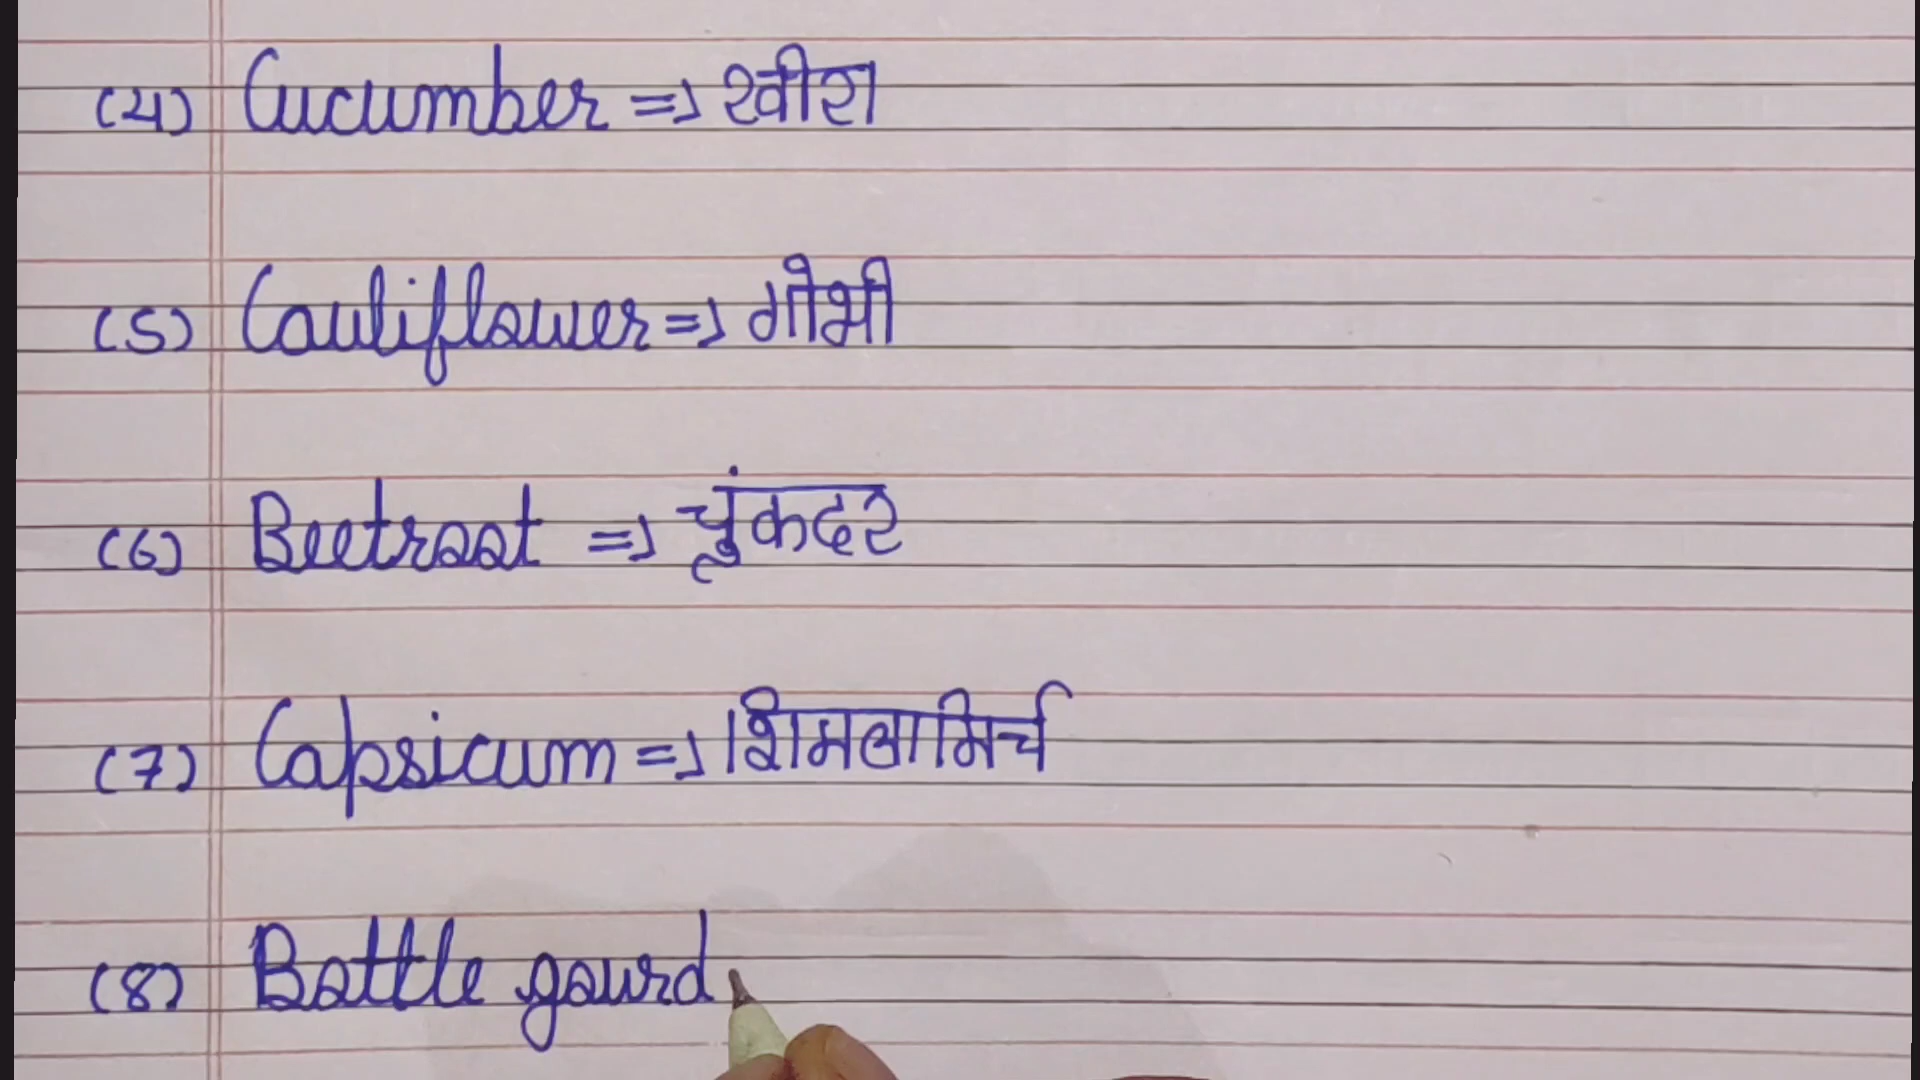 (4) Cucumber => खीरा
(5) Cauliflower => गोभी
(6) Beetroot => चुंकदर
(7) Capsicum => शिमलामिर्च
(8) Bottle gourd